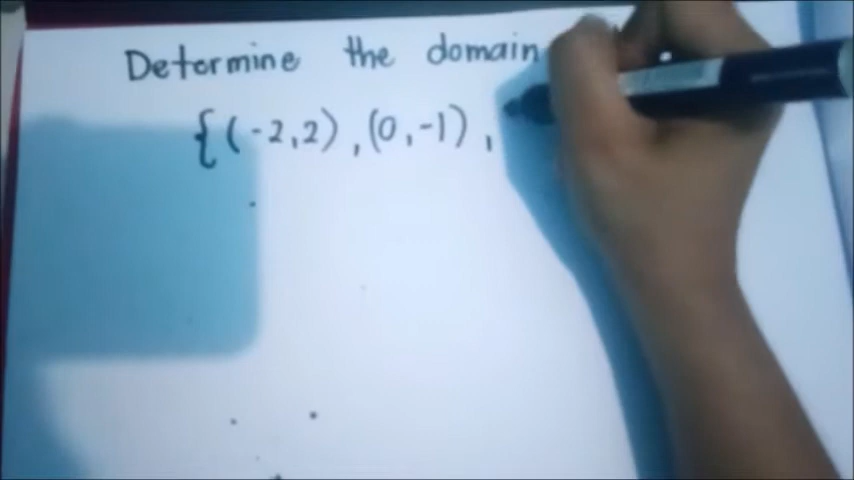 Determine the domain
{(-2,2),(0,-1),